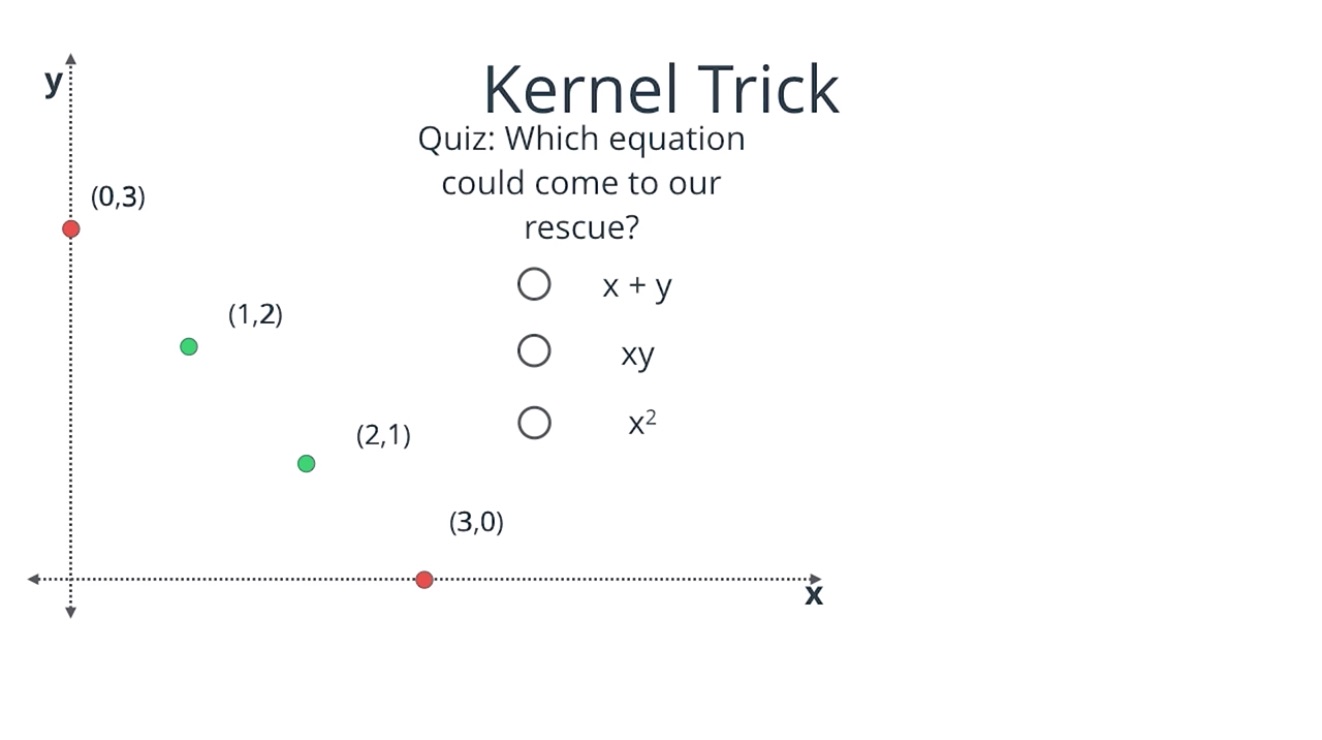 Kernel Trick
Quiz: Which equation
could come to our
rescue?
x + y
xy
x²
y
(0,3)
(1,2)
(2,1)
(3,0)
x